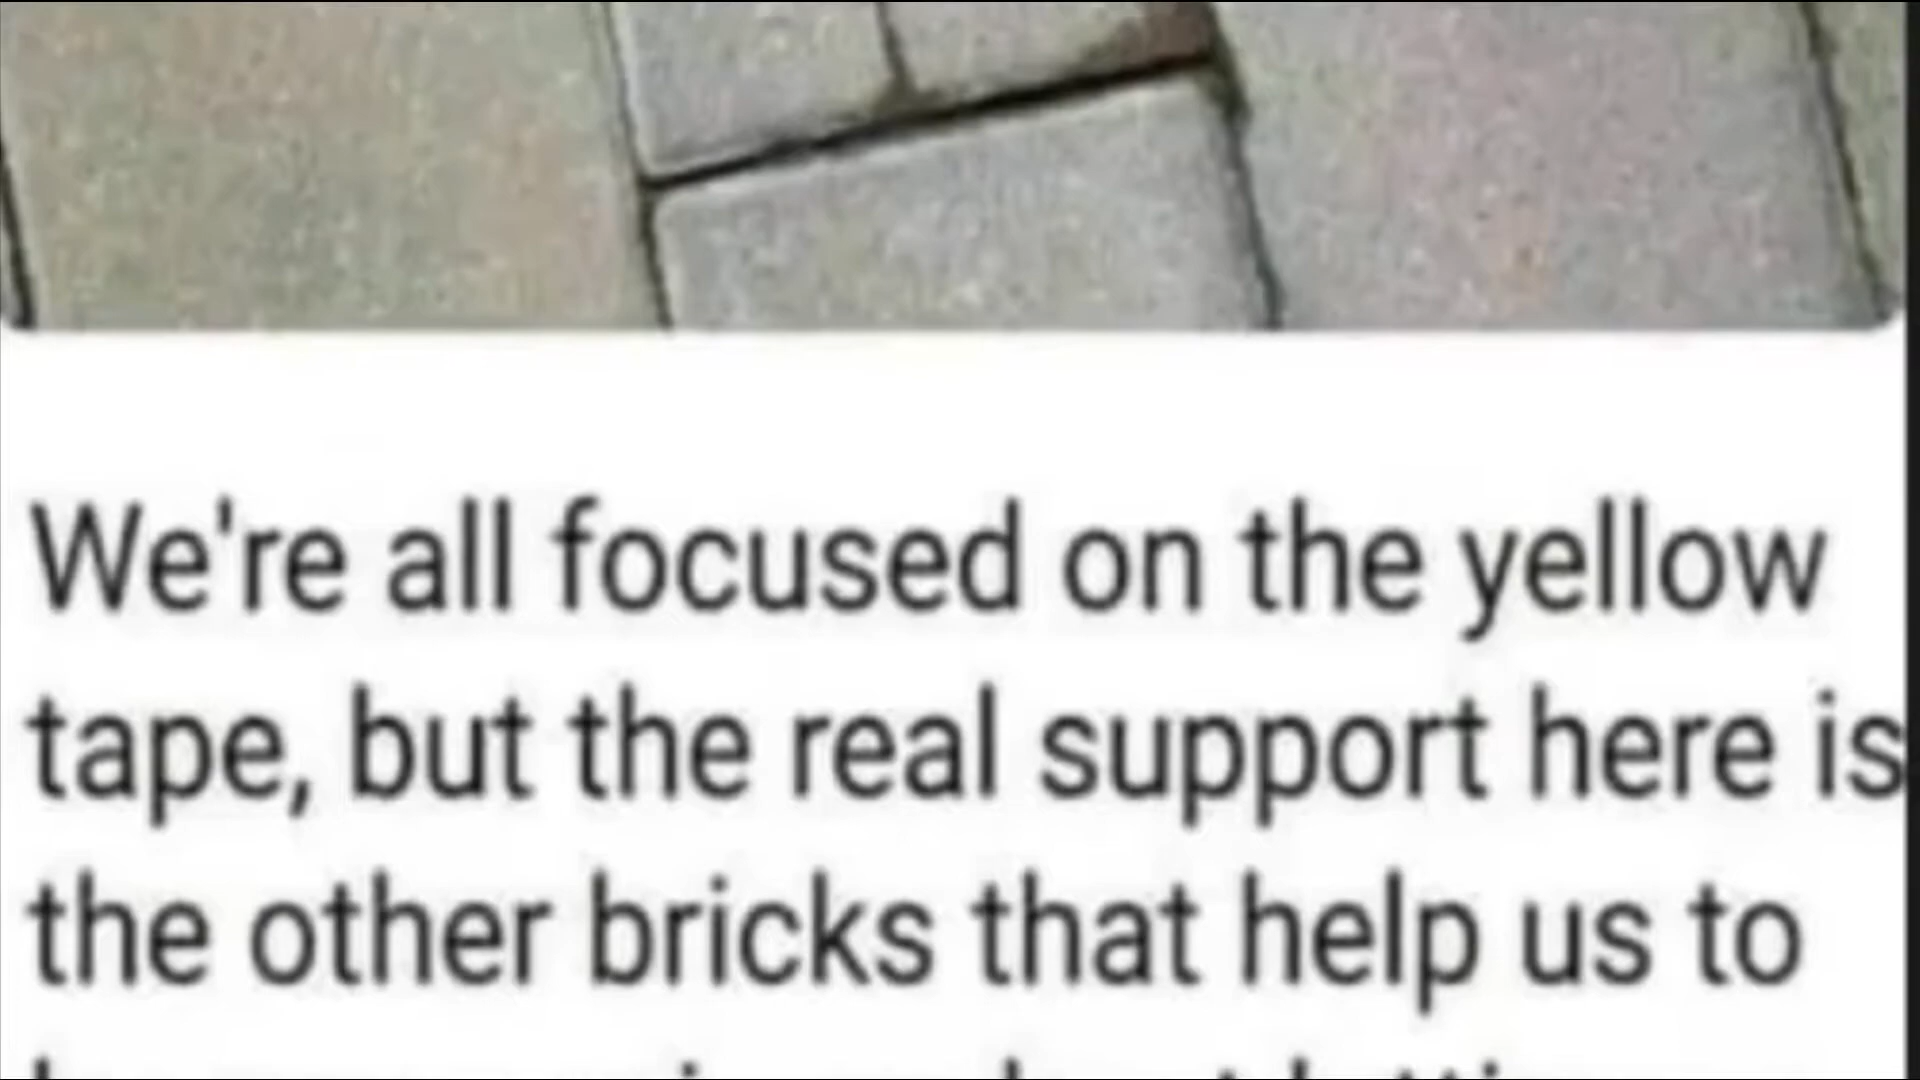 We're all focused on the yellow
tape, but the real support here is
the other bricks that help us to